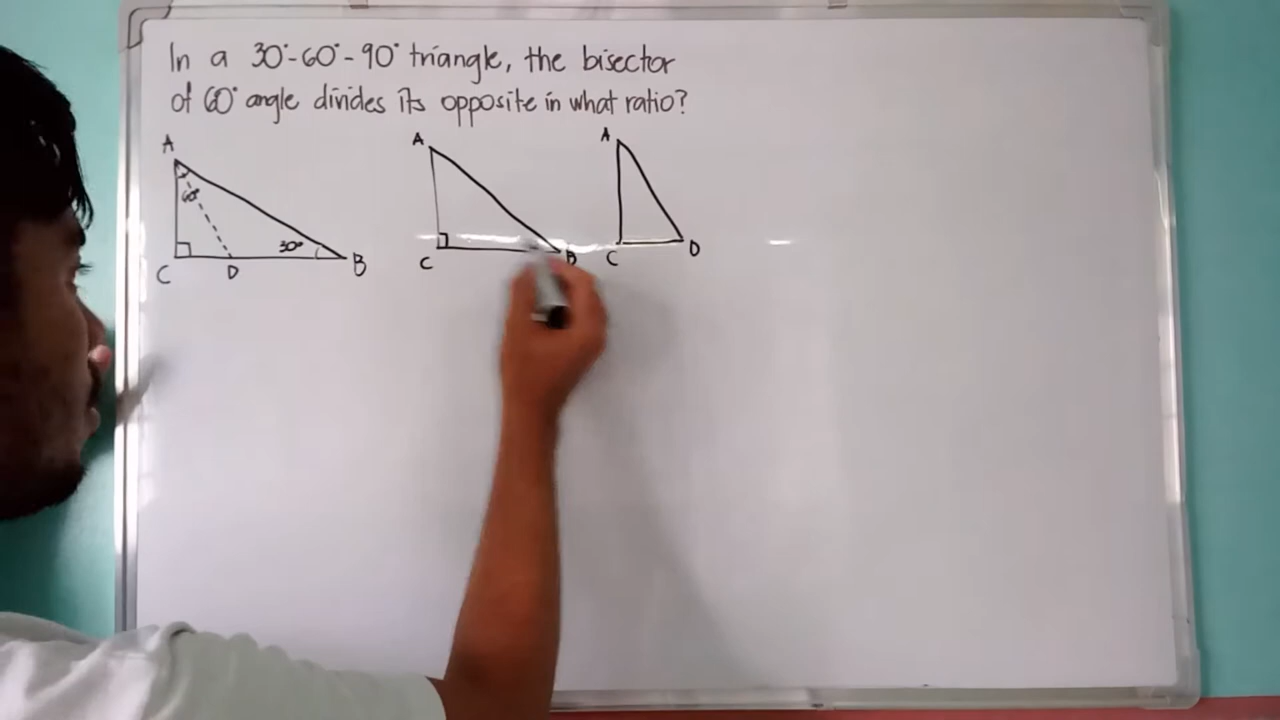 In a 30°-60°-90° triangle, the bisector
of 60° angle divides its opposite in what ratio?
A
60°
30°
C
D
B
A
C
B
A
C
D